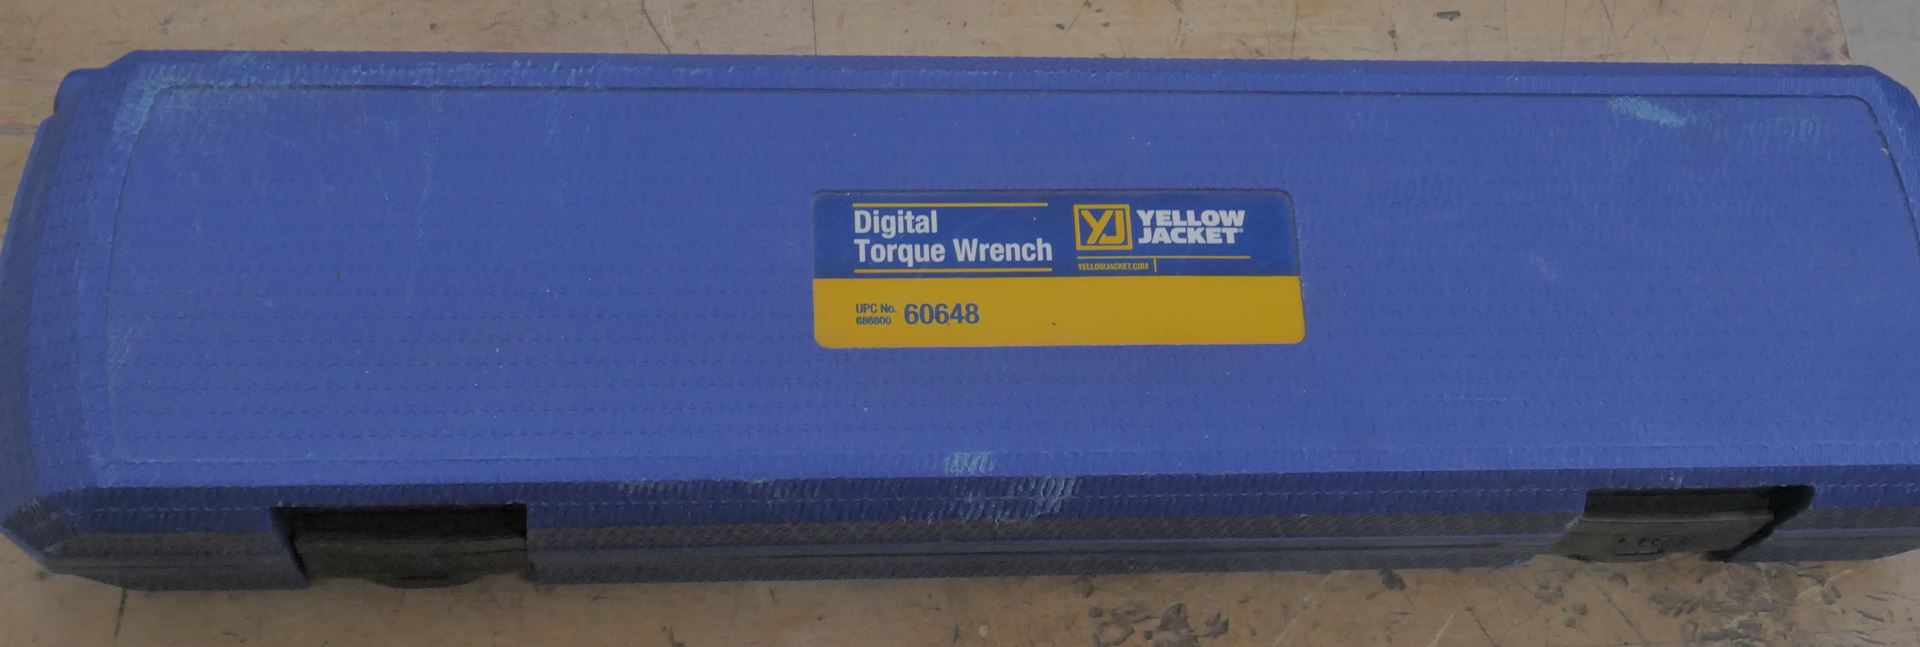 Digital
Torque Wrench
YJ YELLOW
JACKET®
YELLOWJACKET.COM
UPC No.
686800
60648